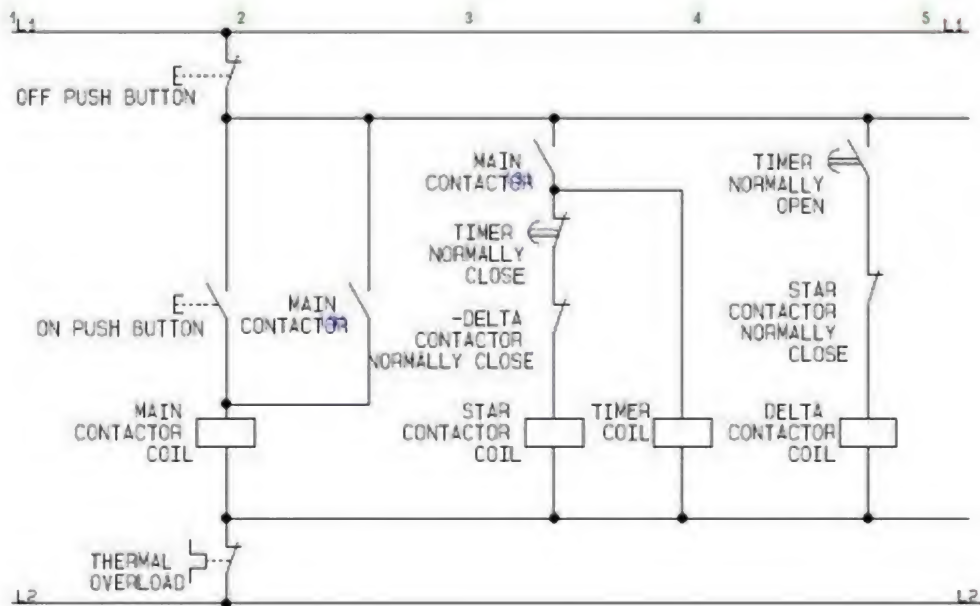 1 2 3 4 5
L1 L1
OFF PUSH BUTTON
MAIN
CONTACTOR
TIMER
NORMALLY
OPEN
TIMER
NORMALLY
CLOSE
ON PUSH BUTTON
MAIN
CONTACTOR
-DELTA
CONTACTOR
NORMALLY CLOSE
STAR
CONTACTOR
NORMALLY
CLOSE
MAIN
CONTACTOR
COIL
STAR
CONTACTOR
COIL
TIMER
COIL
DELTA
CONTACTOR
COIL
THERMAL
OVERLOAD
L2 L2